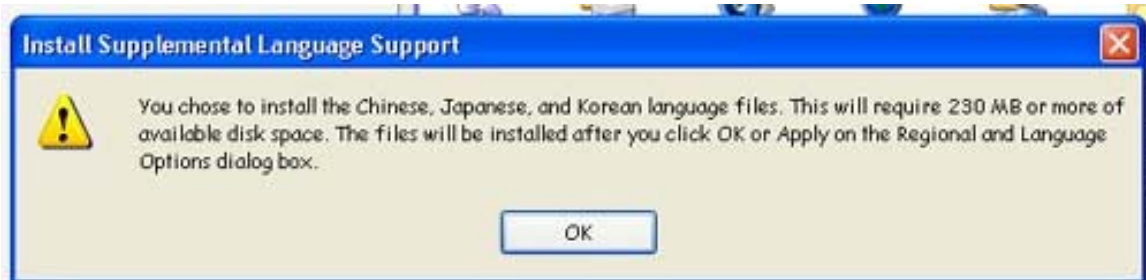 Install Supplemental Language Support
You chose to install the Chinese, Japanese, and Korean language files. This will require 230 MB or more of
available disk space. The files will be installed after you click OK or Apply on the Regional and Language
Options dialog box.
OK